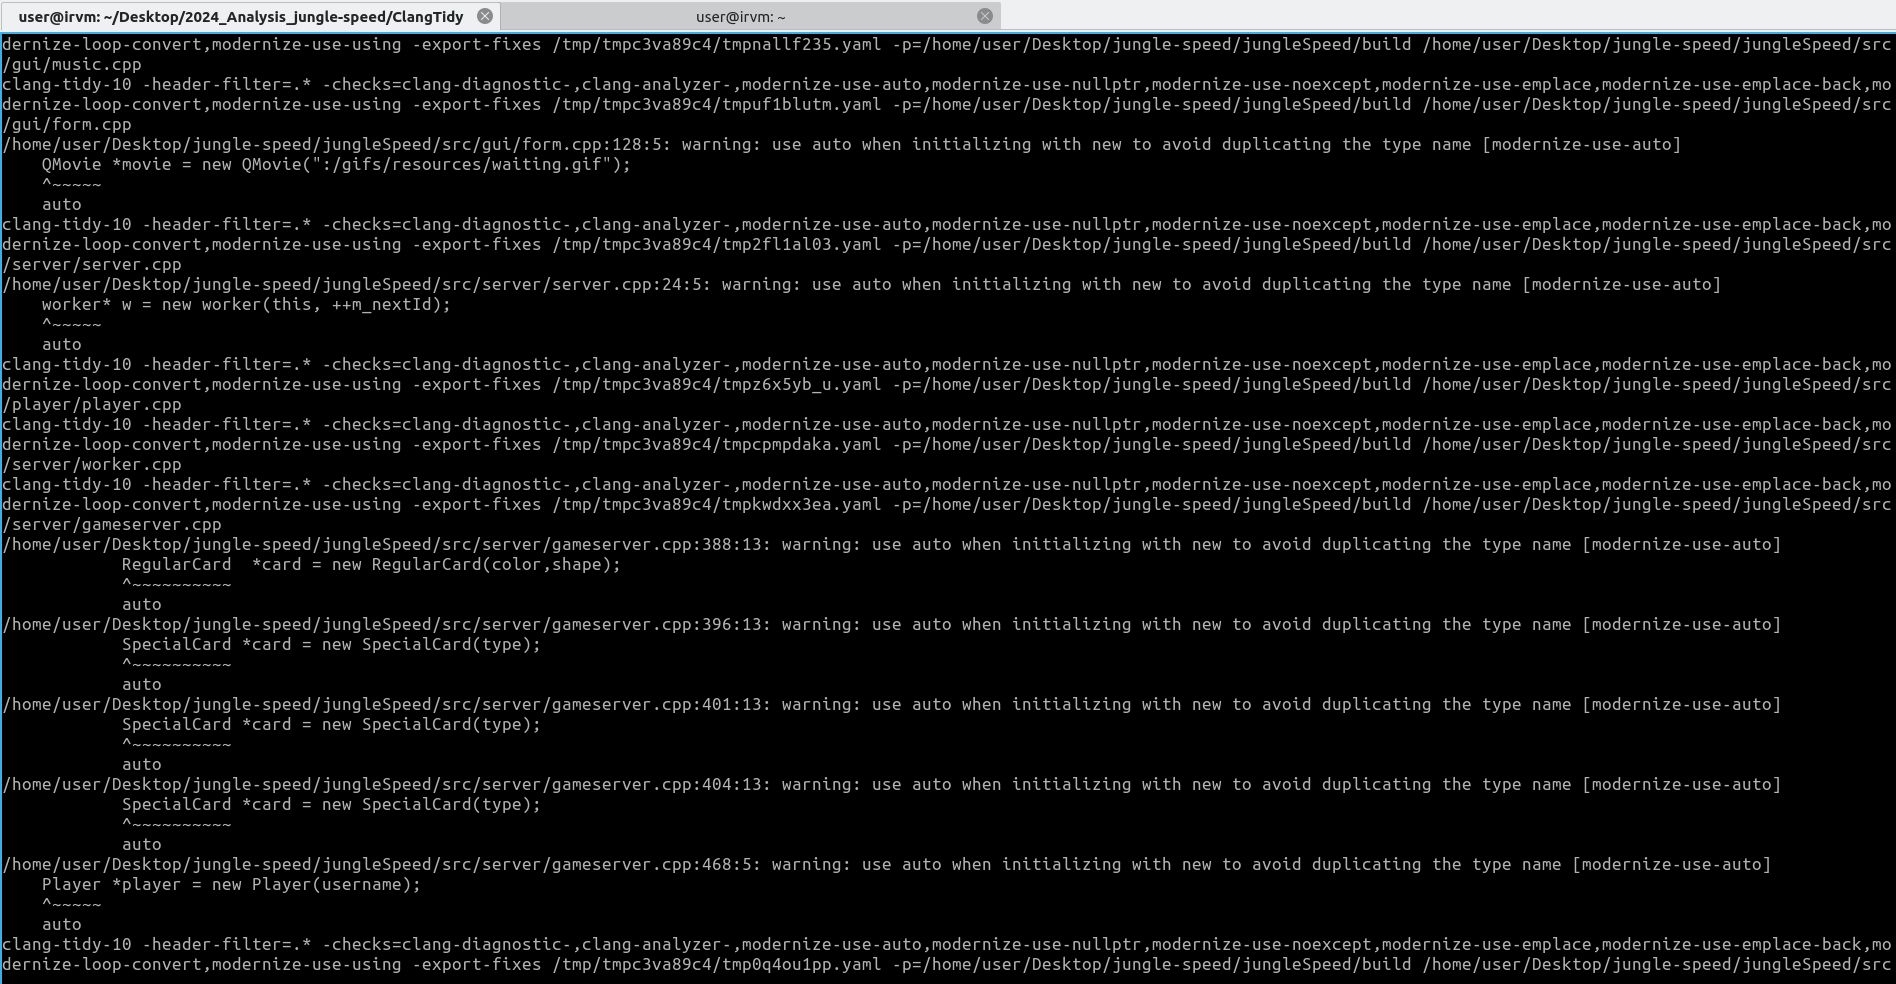 user@irvm: ~/Desktop/2024_Analysis_jungle-speed/ClangTidy
user@irvm: ~
dernize-loop-convert,modernize-use-using -export-fixes /tmp/tmpc3va89c4/tmpnallf235.yaml -p=/home/user/Desktop/jungle-speed/jungleSpeed/build /home/user/Desktop/jungle-speed/jungleSpeed/src
/gui/music.cpp
clang-tidy-10 -header-filter=.* -checks=clang-diagnostic-,clang-analyzer-,modernize-use-auto,modernize-use-nullptr,modernize-use-noexcept,modernize-use-emplace,modernize-use-emplace-back,mo
dernize-loop-convert,modernize-use-using -export-fixes /tmp/tmpc3va89c4/tmpuf1blutm.yaml -p=/home/user/Desktop/jungle-speed/jungleSpeed/build /home/user/Desktop/jungle-speed/jungleSpeed/src
/gui/form.cpp
/home/user/Desktop/jungle-speed/jungleSpeed/src/gui/form.cpp:128:5: warning: use auto when initializing with new to avoid duplicating the type name [modernize-use-auto]
    QMovie *movie = new QMovie(":/gifs/resources/waiting.gif");
    ^~~~~~
    auto
clang-tidy-10 -header-filter=.* -checks=clang-diagnostic-,clang-analyzer-,modernize-use-auto,modernize-use-nullptr,modernize-use-noexcept,modernize-use-emplace,modernize-use-emplace-back,mo
dernize-loop-convert,modernize-use-using -export-fixes /tmp/tmpc3va89c4/tmp2fl1al03.yaml -p=/home/user/Desktop/jungle-speed/jungleSpeed/build /home/user/Desktop/jungle-speed/jungleSpeed/src
/server/server.cpp
/home/user/Desktop/jungle-speed/jungleSpeed/src/server/server.cpp:24:5: warning: use auto when initializing with new to avoid duplicating the type name [modernize-use-auto]
    worker* w = new worker(this, ++m_nextId);
    ^~~~~~
    auto
clang-tidy-10 -header-filter=.* -checks=clang-diagnostic-,clang-analyzer-,modernize-use-auto,modernize-use-nullptr,modernize-use-noexcept,modernize-use-emplace,modernize-use-emplace-back,mo
dernize-loop-convert,modernize-use-using -export-fixes /tmp/tmpc3va89c4/tmpz6x5yb_u.yaml -p=/home/user/Desktop/jungle-speed/jungleSpeed/build /home/user/Desktop/jungle-speed/jungleSpeed/src
/player/player.cpp
clang-tidy-10 -header-filter=.* -checks=clang-diagnostic-,clang-analyzer-,modernize-use-auto,modernize-use-nullptr,modernize-use-noexcept,modernize-use-emplace,modernize-use-emplace-back,mo
dernize-loop-convert,modernize-use-using -export-fixes /tmp/tmpc3va89c4/tmpcpmpdaka.yaml -p=/home/user/Desktop/jungle-speed/jungleSpeed/build /home/user/Desktop/jungle-speed/jungleSpeed/src
/server/worker.cpp
clang-tidy-10 -header-filter=.* -checks=clang-diagnostic-,clang-analyzer-,modernize-use-auto,modernize-use-nullptr,modernize-use-noexcept,modernize-use-emplace,modernize-use-emplace-back,mo
dernize-loop-convert,modernize-use-using -export-fixes /tmp/tmpc3va89c4/tmpkwdxx3ea.yaml -p=/home/user/Desktop/jungle-speed/jungleSpeed/build /home/user/Desktop/jungle-speed/jungleSpeed/src
/server/gameserver.cpp
/home/user/Desktop/jungle-speed/jungleSpeed/src/server/gameserver.cpp:388:13: warning: use auto when initializing with new to avoid duplicating the type name [modernize-use-auto]
            RegularCard  *card = new RegularCard(color,shape);
            ^~~~~~~~~~~
            auto
/home/user/Desktop/jungle-speed/jungleSpeed/src/server/gameserver.cpp:396:13: warning: use auto when initializing with new to avoid duplicating the type name [modernize-use-auto]
            SpecialCard *card = new SpecialCard(type);
            ^~~~~~~~~~~
            auto
/home/user/Desktop/jungle-speed/jungleSpeed/src/server/gameserver.cpp:401:13: warning: use auto when initializing with new to avoid duplicating the type name [modernize-use-auto]
            SpecialCard *card = new SpecialCard(type);
            ^~~~~~~~~~~
            auto
/home/user/Desktop/jungle-speed/jungleSpeed/src/server/gameserver.cpp:404:13: warning: use auto when initializing with new to avoid duplicating the type name [modernize-use-auto]
            SpecialCard *card = new SpecialCard(type);
            ^~~~~~~~~~~
            auto
/home/user/Desktop/jungle-speed/jungleSpeed/src/server/gameserver.cpp:468:5: warning: use auto when initializing with new to avoid duplicating the type name [modernize-use-auto]
    Player *player = new Player(username);
    ^~~~~~
    auto
clang-tidy-10 -header-filter=.* -checks=clang-diagnostic-,clang-analyzer-,modernize-use-auto,modernize-use-nullptr,modernize-use-noexcept,modernize-use-emplace,modernize-use-emplace-back,mo
dernize-loop-convert,modernize-use-using -export-fixes /tmp/tmpc3va89c4/tmp0q4ou1pp.yaml -p=/home/user/Desktop/jungle-speed/jungleSpeed/build /home/user/Desktop/jungle-speed/jungleSpeed/src